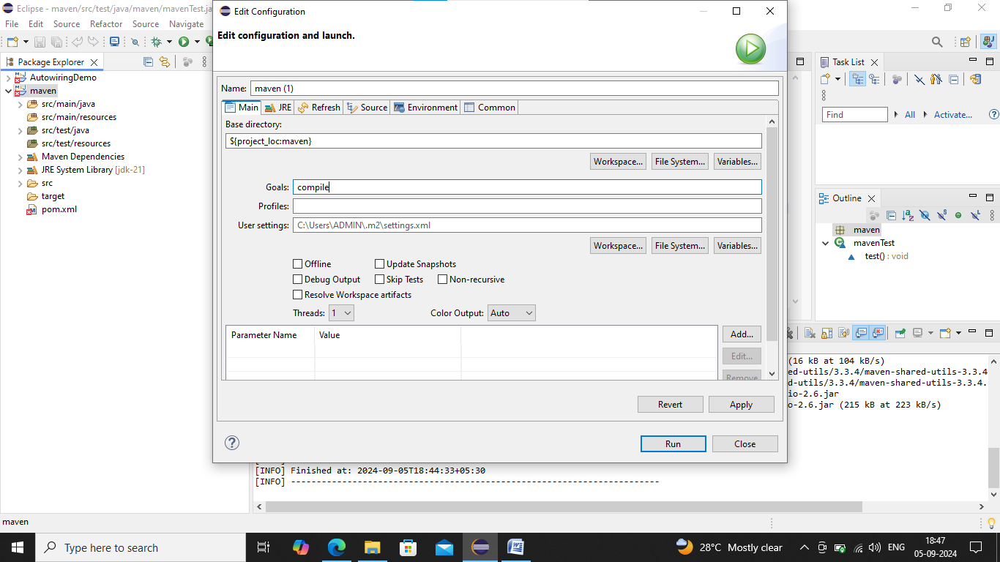 Eclipse - maven/src/test/java/maven/mavenTest.ja
File Edit Source Refactor Source Navigate
Package Explorer
AutowiringDemo
maven
src/main/java
src/main/resources
src/test/java
src/test/resources
Maven Dependencies
JRE System Library [jdk-21]
src
target
pom.xml
Edit Configuration
Edit configuration and launch.
Name: maven (1)
Main JRE Refresh Source Environment Common
Base directory:
${project_loc:maven}
Workspace... File System... Variables...
Goals: compile
Profiles:
User settings: C:\Users\ADMIN\.m2\settings.xml
Workspace... File System... Variables...
Offline Update Snapshots
Debug Output Skip Tests Non-recursive
Resolve Workspace artifacts
Threads: 1 Color Output: Auto
Parameter Name Value
Add...
Edit...
Remove
Revert Apply
Run Close
Task List
Find All Activate...
Outline
maven
mavenTest
test() : void
(16 kB at 104 kB/s)
ed-utils/3.3.4/maven-shared-utils-3.3.4
ed-utils/3.3.4/maven-shared-utils-3.3.4.
io-2.6.jar
io-2.6.jar (215 kB at 223 kB/s)
[INFO] Finished at: 2024-09-05T18:44:33+05:30
[INFO] ------------------------------------------------------------------------
maven
Type here to search
28°C Mostly clear
ENG
18:47
05-09-2024